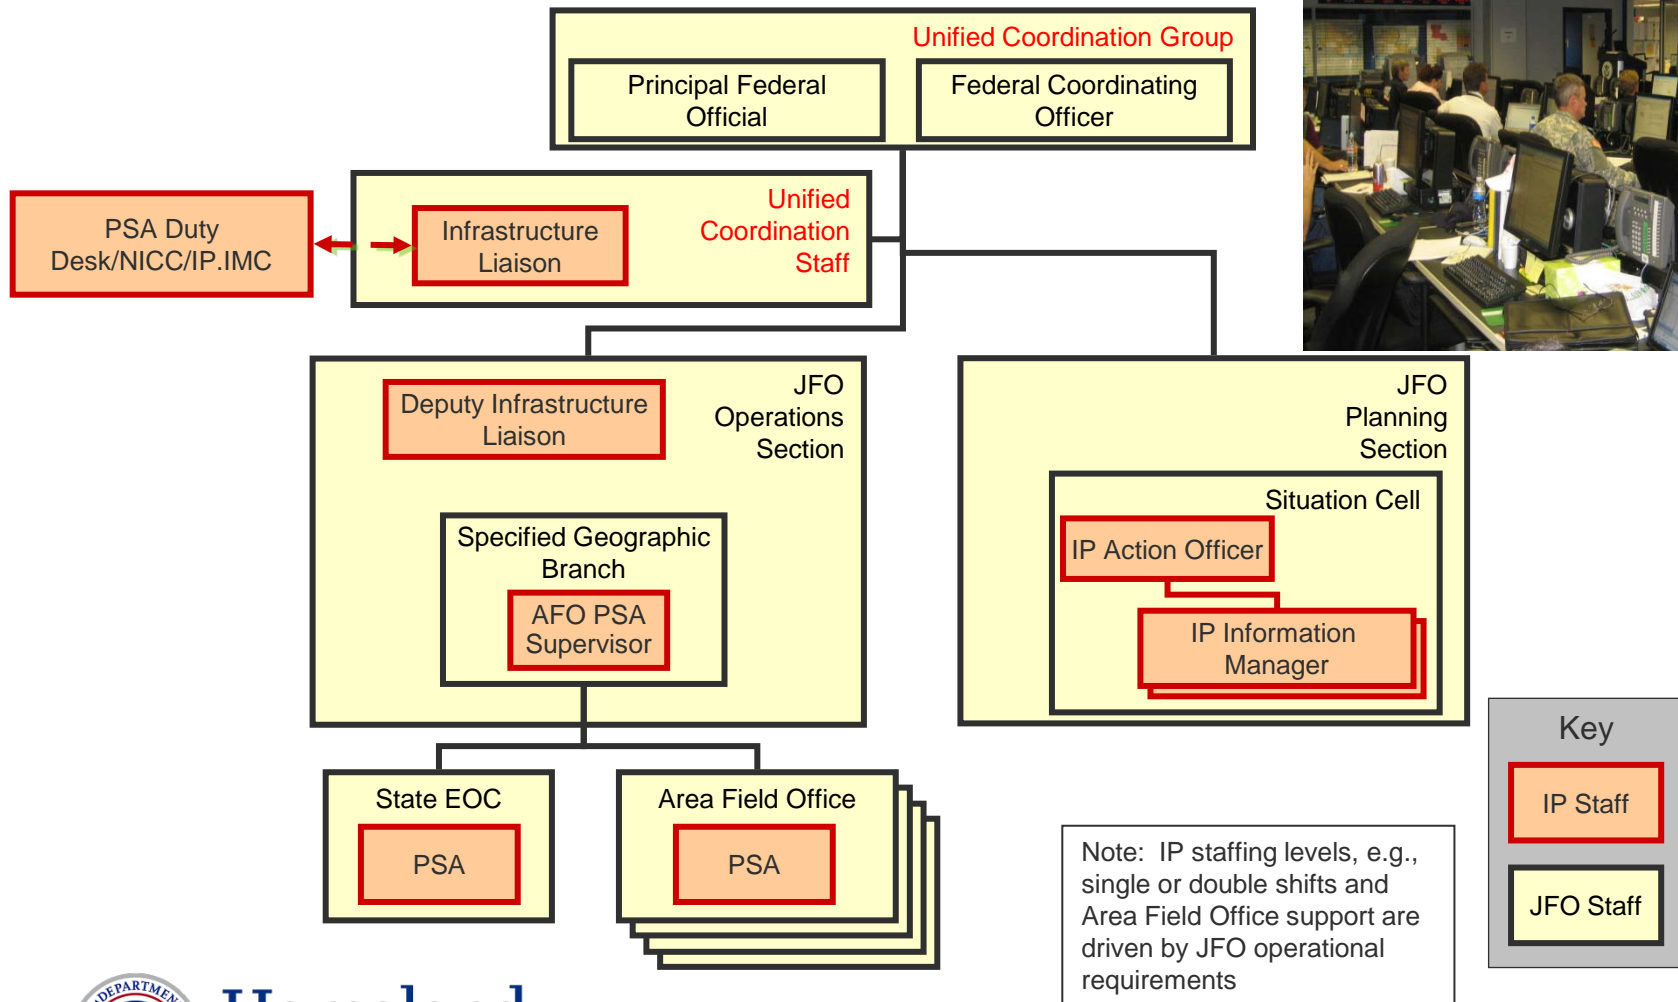 Unified Coordination Group
Principal Federal
Official
Federal Coordinating
Officer
PSA Duty
Desk/NICC/IP.IMC
Infrastructure
Liaison
Unified
Coordination
Staff
Deputy Infrastructure
Liaison
JFO
Operations
Section
Specified Geographic
Branch
AFO PSA
Supervisor
JFO
Planning
Section
Situation Cell
IP Action Officer
IP Information
Manager
State EOC
PSA
Area Field Office
PSA
Note:  IP staffing levels, e.g.,
single or double shifts and
Area Field Office support are
driven by JFO operational
requirements
Key
IP Staff
JFO Staff
Homeland